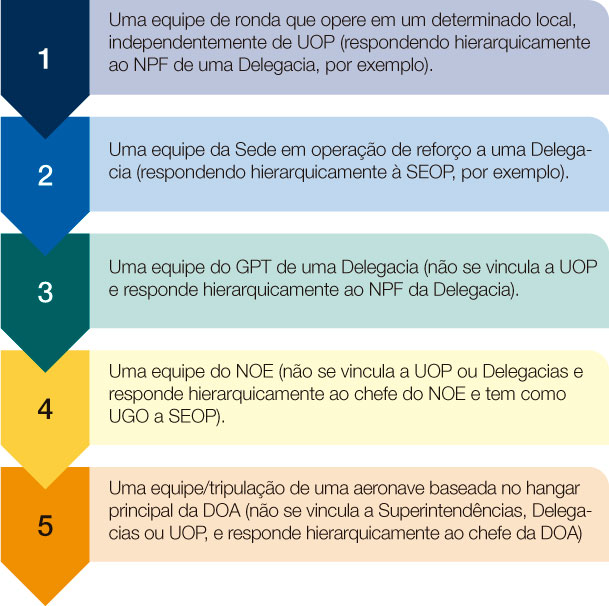 1
Uma equipe de ronda que opere em um determinado local,
independentemente de UOP (respondendo hierarquicamente
ao NPF de uma Delegacia, por exemplo).
2
Uma equipe da Sede em operação de reforço a uma Delega-
cia (respondendo hierarquicamente à SEOP, por exemplo).
3
Uma equipe do GPT de uma Delegacia (não se vincula a UOP
e responde hierarquicamente ao NPF da Delegacia).
4
Uma equipe do NOE (não se vincula a UOP ou Delegacias e
responde hierarquicamente ao chefe do NOE e tem como
UGO a SEOP).
5
Uma equipe/tripulação de uma aeronave baseada no hangar
principal da DOA (não se vincula a Superintendências, Delega-
cias ou UOP, e responde hierarquicamente ao chefe da DOA)